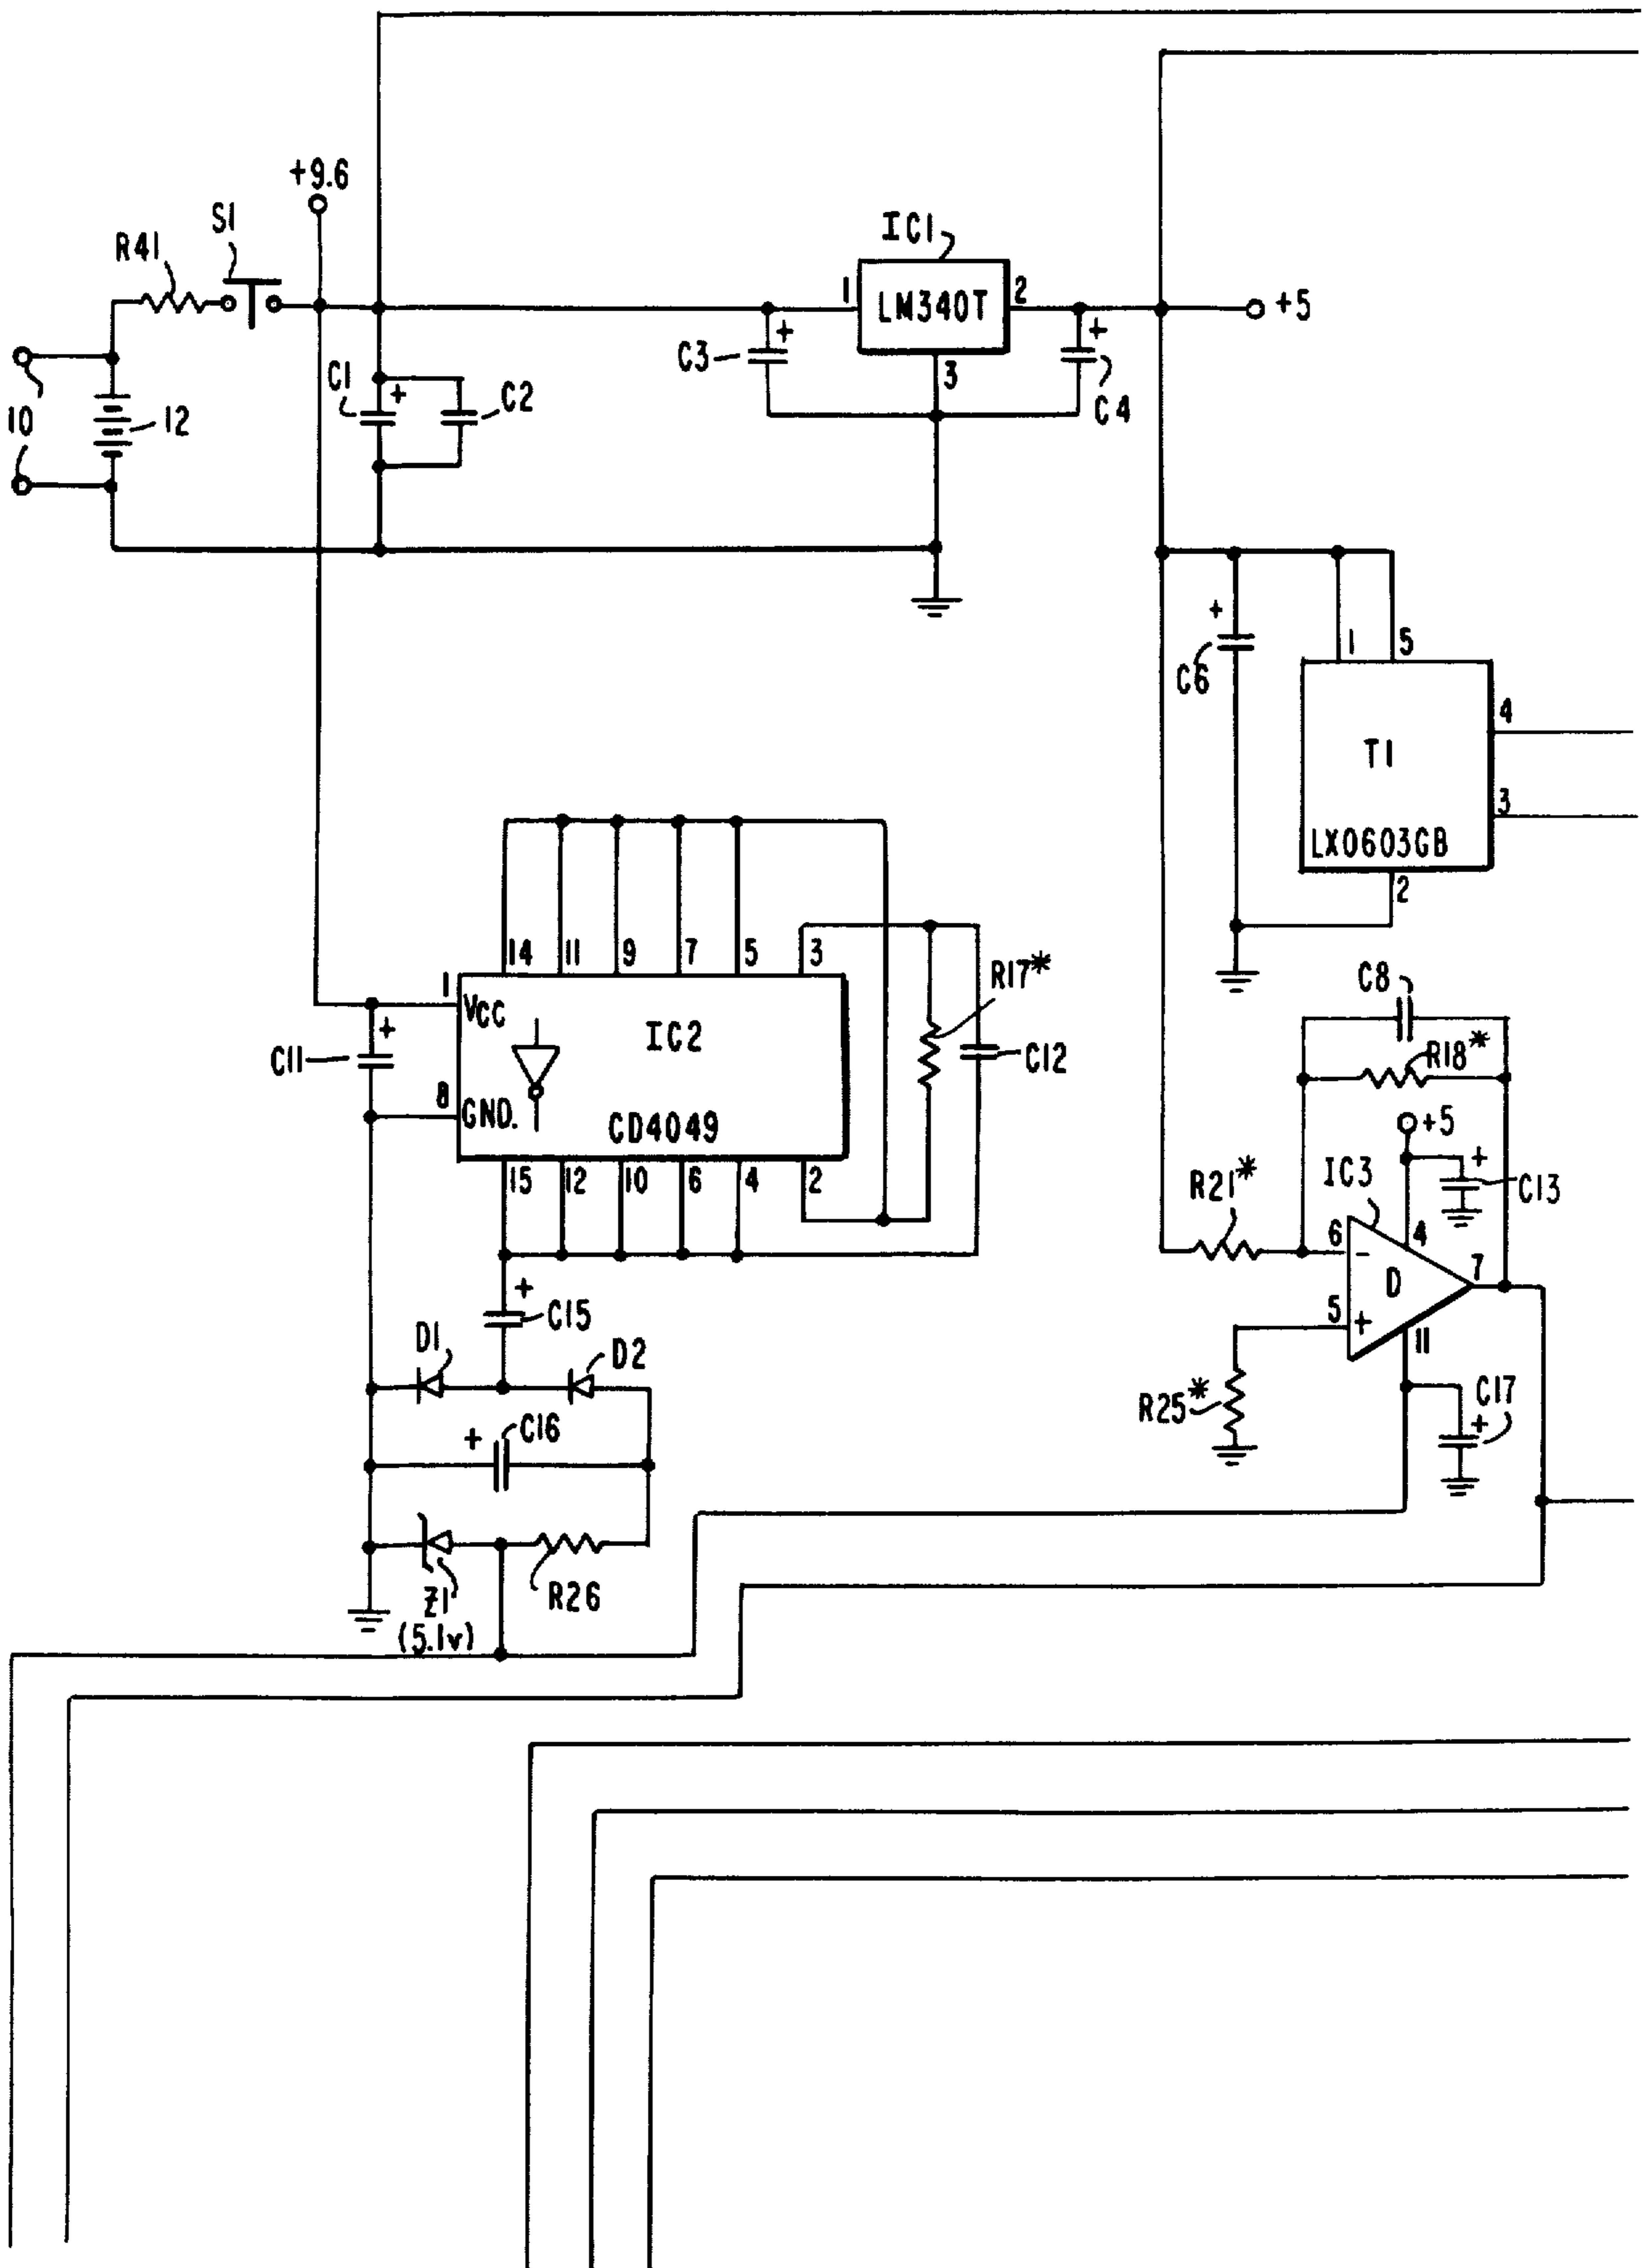 +9.6
S1
R41
IC1
1
LM340T
2
+5
C3
+
+
3
C4
10
12
C1
+
C2
+
C6
1
5
4
T1
3
LX0603GB
2
14
11
9
7
5
3
R17*
C12
1
VCC
IC2
+
C11
8
GND.
CD4049
15
12
10
6
4
2
C8
R18*
+5
+
C13
R21*
IC3
6
-
4
D
7
5
+
11
R25*
C17
+
+
C15
D1
D2
+
C16
Z1
(5.1v)
R26